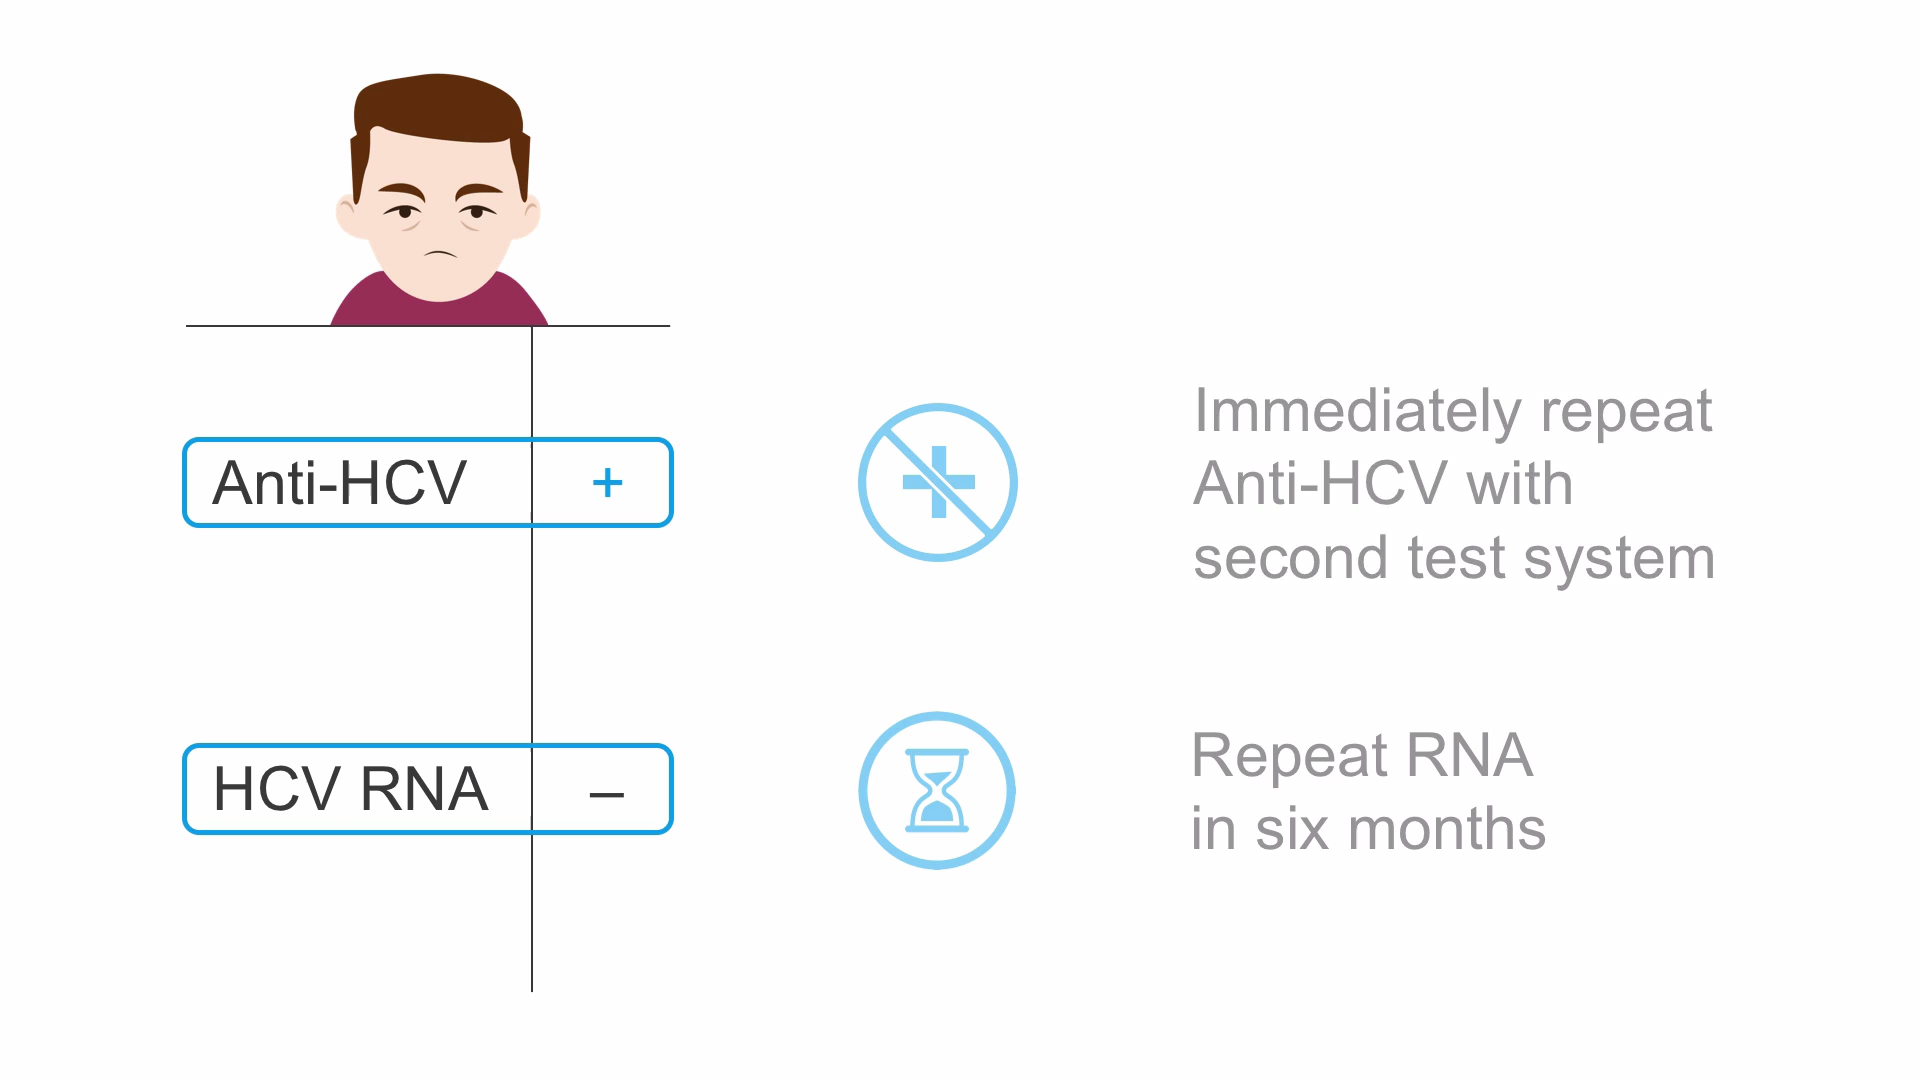 Anti-HCV +
Immediately repeat
Anti-HCV with
second test system
HCV RNA –
Repeat RNA
in six months